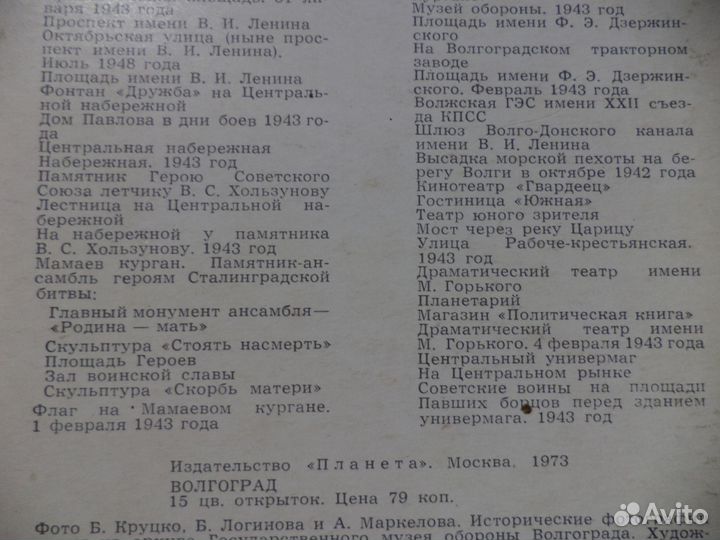 варя 1943 года
Проспект имени В. И. Ленина
Октябрьская улица (ныне прос-
пект имени В. И. Ленина).
Июль 1948 года
Площадь имени В. И. Ленина
Фонтан «Дружба» на Централь-
ной набережной
Дом Павлова в дни боев 1943 го-
да
Центральная набережная
Набережная. 1943 год
Памятник Герою Советского
Союза летчику В. С. Хользунову
Лестница на Центральной на-
бережной
На набережной у памятника
В. С. Хользунову. 1943 год
Мамаев курган. Памятник-ан-
самбль героям Сталинградской
битвы:
Главный монумент ансамбля—
«Родина — мать»
Скульптура «Стоять насмерть»
Площадь Героев
Зал воинской славы
Скульптура «Скорбь матери»
Флаг на Мамаевом кургане.
1 февраля 1943 года
Музей обороны. 1943 год
Площадь имени Ф. Э. Дзержин-
ского
На Волгоградском тракторном
заводе
Площадь имени Ф. Э. Дзержин-
ского. Февраль 1943 года
Волжская ГЭС имени XXII съез-
да КПСС
Шлюз Волго-Донского канала
имени В. И. Ленина
Высадка морской пехоты на бе-
регу Волги в октябре 1942 года
Кинотеатр «Гвардеец»
Гостиница «Южная»
Театр юного зрителя
Мост через реку Царицу
Улица Рабоче-крестьянская.
1943 год
Драматический театр имени
М. Горького
Планетарий
Магазин «Политическая книга»
Драматический театр имени
М. Горького. 4 февраля 1943 года
Центральный универмаг
На Центральном рынке
Советские воины на площади
Павших борцов перед зданием
универмага. 1943 год
Издательство «Планета». Москва. 1973
ВОЛГОГРАД
15 цв. открыток. Цена 79 коп.
Фото Б. Круцко, Б. Логинова и А. Маркелова. Исторические фото
Государственного музея обороны Волгограда. Худож-
Avito